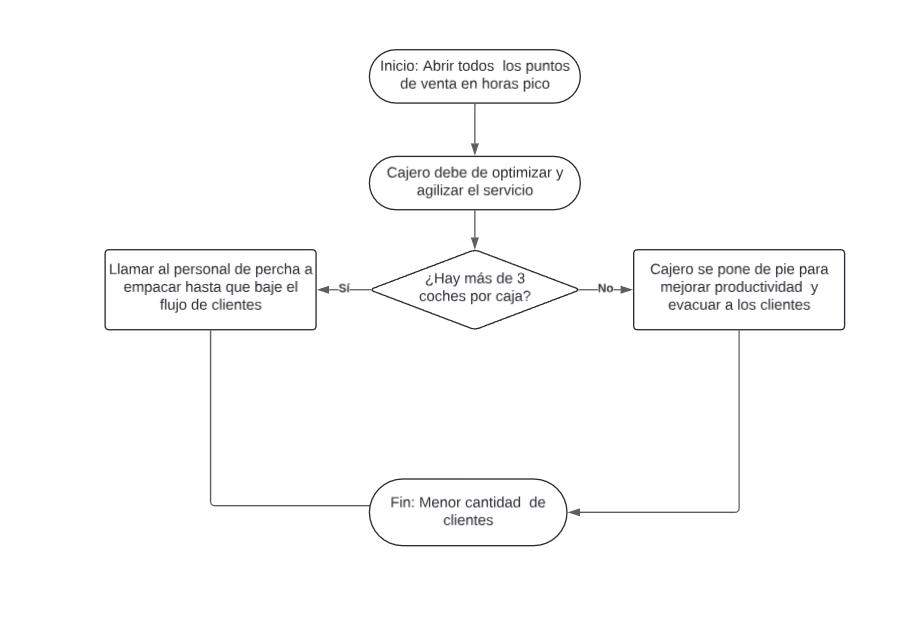 Inicio: Abrir todos  los puntos
de venta en horas pico
Cajero debe de optimizar y
agilizar el servicio
Llamar al personal de percha a
empacar hasta que baje el
flujo de clientes
Sí
¿Hay más de 3
coches por caja?
No
Cajero se pone de pie para
mejorar productividad  y
evacuar a los clientes
Fin: Menor cantidad  de
clientes